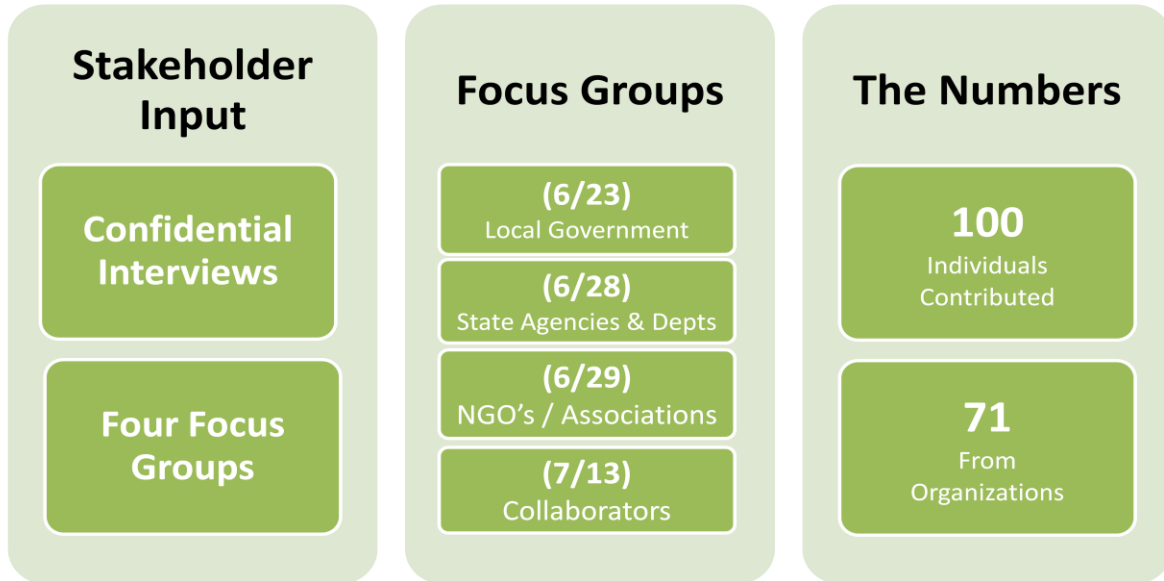 Stakeholder
Input
Confidential
Interviews
Four Focus
Groups
Focus Groups
(6/23)
Local Government
(6/28)
State Agencies & Depts
(6/29)
NGO’s / Associations
(7/13)
Collaborators
The Numbers
100
Individuals
Contributed
71
From
Organizations